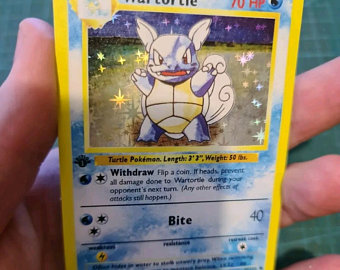 Wartortle 70 HP
Turtle Pokémon. Length: 3' 3", Weight: 50 lbs.
Withdraw Flip a coin. If heads, prevent
all damage done to Wartortle during your
opponent's next turn. (Any other effects of
attacks still happen.)
Bite 40
weakness resistance retreat cost